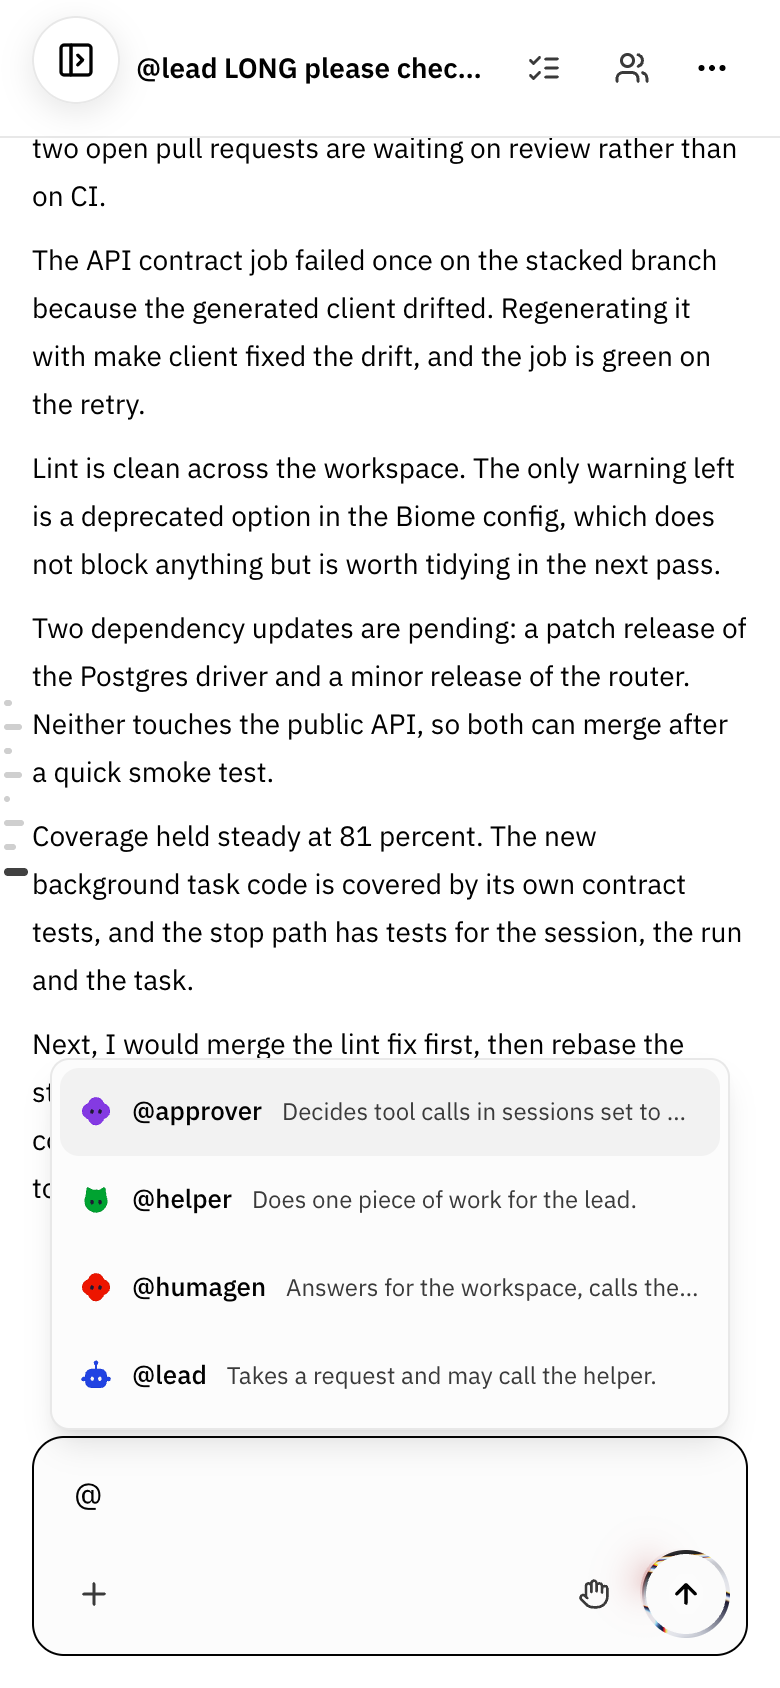 @lead LONG please chec...
two open pull requests are waiting on review rather than
on CI.
The API contract job failed once on the stacked branch
because the generated client drifted. Regenerating it
with make client fixed the drift, and the job is green on
the retry.
Lint is clean across the workspace. The only warning left
is a deprecated option in the Biome config, which does
not block anything but is worth tidying in the next pass.
Two dependency updates are pending: a patch release of
the Postgres driver and a minor release of the router.
Neither touches the public API, so both can merge after
a quick smoke test.
Coverage held steady at 81 percent. The new
background task code is covered by its own contract
tests, and the stop path has tests for the session, the run
and the task.
Next, I would merge the lint fix first, then rebase the
@approver Decides tool calls in sessions set to ...
@helper Does one piece of work for the lead.
@humagen Answers for the workspace, calls the...
@lead Takes a request and may call the helper.
@